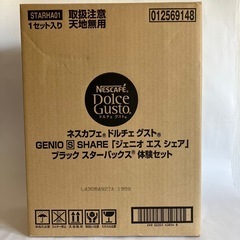 STARHA01
1セット入り
取扱注意
天地無用
012569148
NESCAFÉ
Dolce
Gusto
ネスカフェ® ドルチェ グスト®
GENIO S SHARE「ジェニオ エス シェア」
ブラック スターバックス® 体験セット